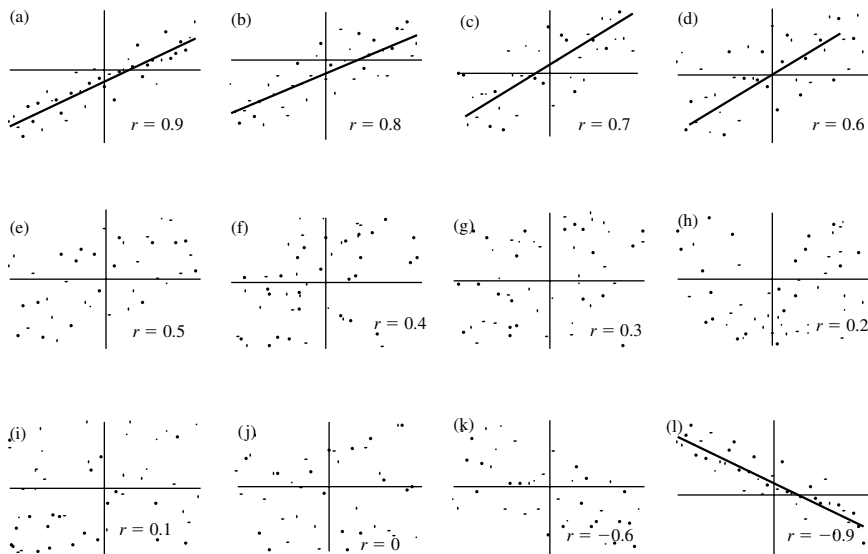 (a)
r = 0.9
(b)
r = 0.8
(c)
r = 0.7
(d)
r = 0.6
(e)
r = 0.5
(f)
r = 0.4
(g)
r = 0.3
(h)
r = 0.2
(i)
r = 0.1
(j)
r = 0
(k)
r = −0.6
(l)
r = −0.9